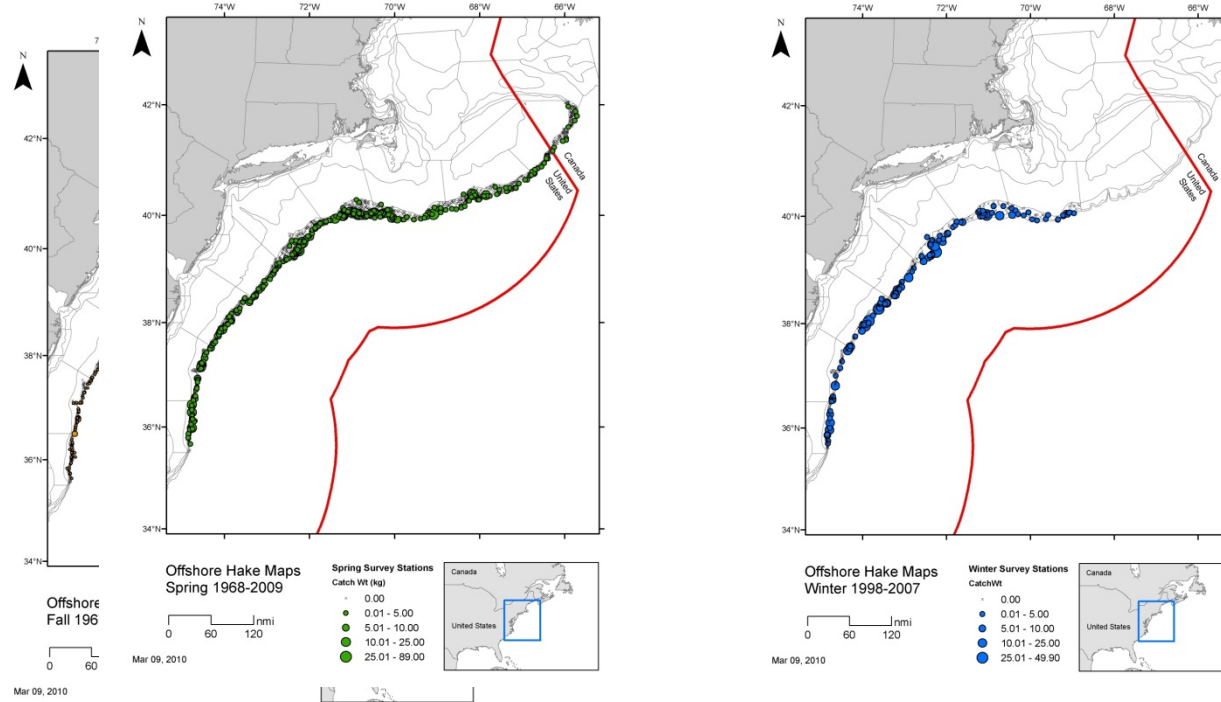 N
42°N
40°N
38°N
36°N
34°N
Offshore
Fall 196
0
60
Mar 09, 2010
N
74°W
72°W
70°W
68°W
66°W
42°N
40°N
38°N
36°N
34°N
Canada
United
States
Offshore Hake Maps
Spring 1968-2009
0
60
120
nmi
Mar 09, 2010
Spring Survey Stations
Catch Wt (kg)
0.00
0.01 - 5.00
5.01 - 10.00
10.01 - 25.00
25.01 - 89.00
Canada
United States
N
74°W
72°W
70°W
68°W
66°W
42°N
40°N
38°N
36°N
34°N
Canada
United
States
Offshore Hake Maps
Winter 1998-2007
0
60
120
nmi
Mar 09, 2010
Winter Survey Stations
CatchWt
0.00
0.01 - 5.00
5.01 - 10.00
10.01 - 25.00
25.01 - 49.90
Canada
United States